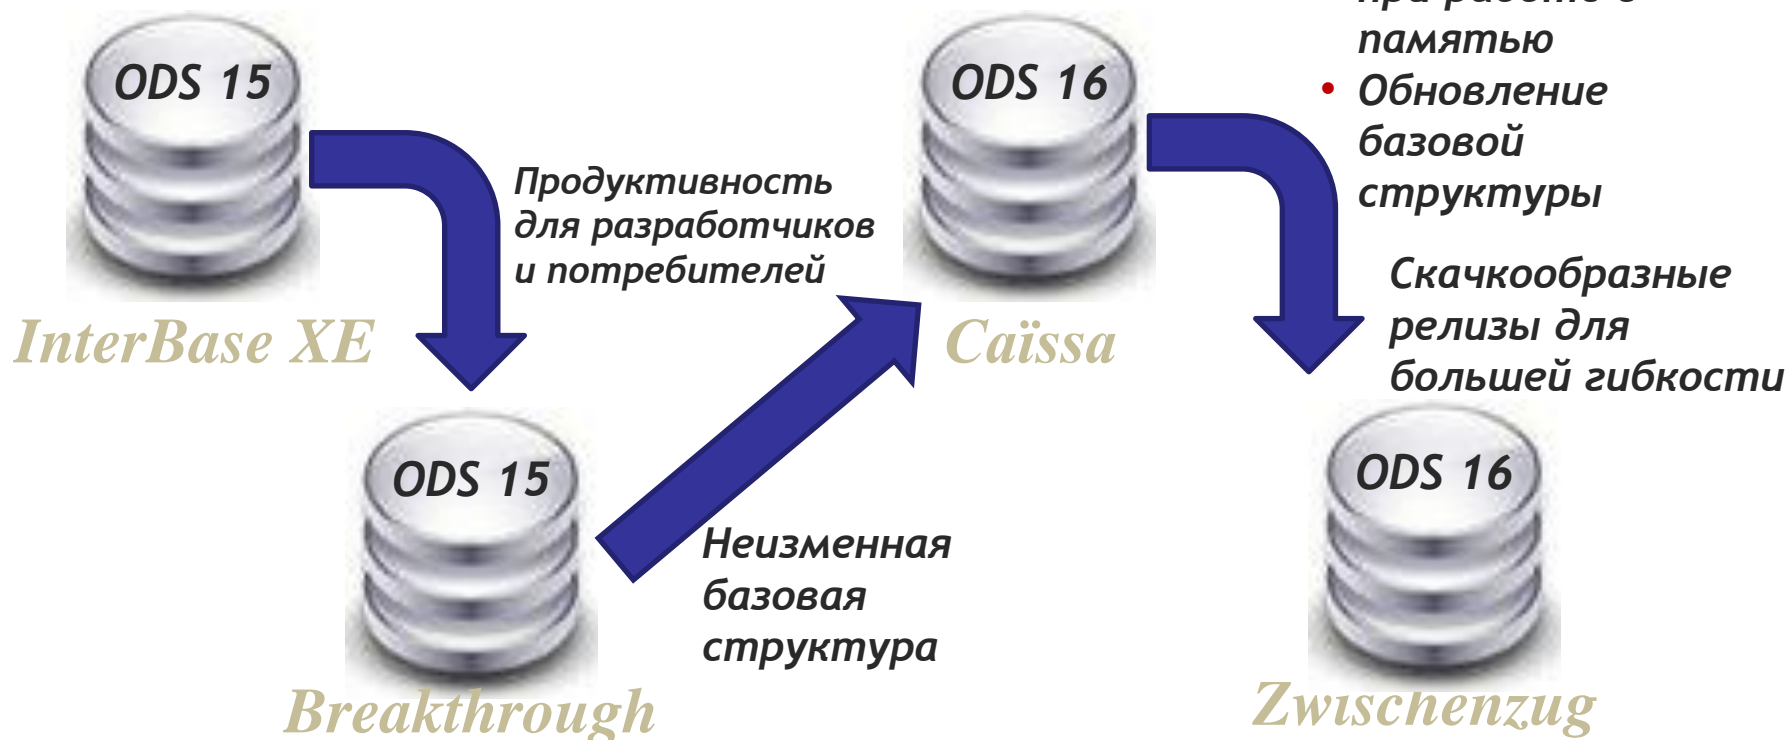 ODS 15
InterBase XE
Продуктивность
для разработчиков
и потребителей
ODS 15
Breakthrough
Неизменная
базовая
структура
ODS 16
Caïssa
памятью
• Обновление
базовой
структуры
Скачкообразные
релизы для
большей гибкости
ODS 16
Zwischenzug